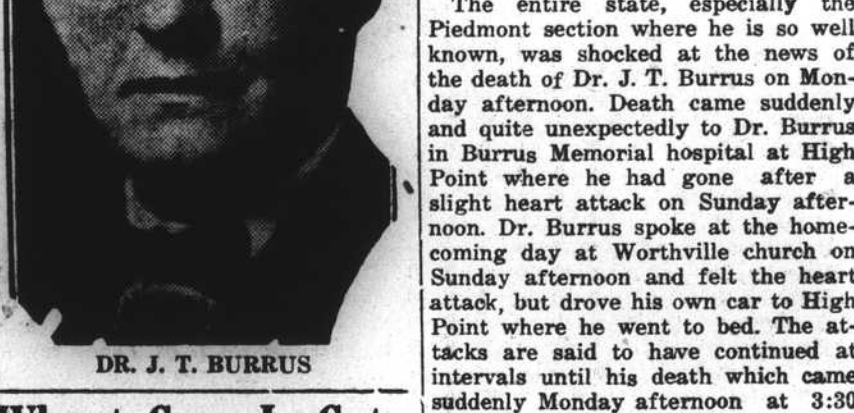 DR. J. T. BURRUS
The entire state, especially the
Piedmont section where he is so well
known, was shocked at the news of
the death of Dr. J. T. Burrus on Mon-
day afternoon. Death came suddenly
and quite unexpectedly to Dr. Burrus
in Burrus Memorial hospital at High
Point where he had gone after a
slight heart attack on Sunday after-
noon. Dr. Burrus spoke at the home-
coming day at Worthville church on
Sunday afternoon and felt the heart
attack, but drove his own car to High
Point where he went to bed. The at-
tacks are said to have continued at
intervals until his death which came
suddenly Monday afternoon at 3:30